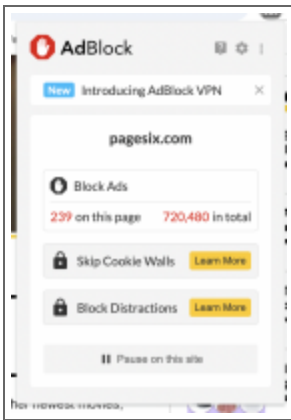 AdBlock
New Introducing AdBlock VPN
pagesix.com
Block Ads
239 on this page 720,480 in total
Skip Cookie Walls Learn More
Block Distractions Learn More
Pause on this site
her newest movies,